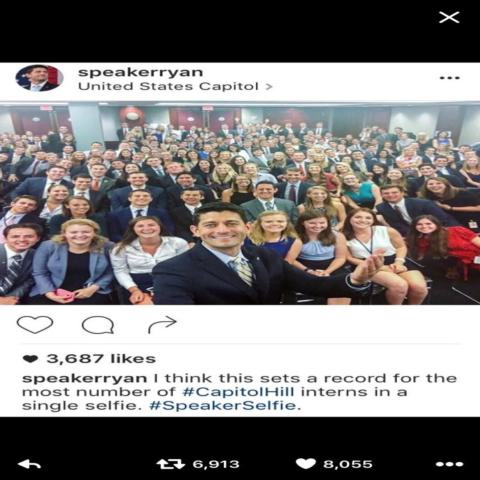 speakerryan
United States Capitol >
3,687 likes
speakerryan I think this sets a record for the
most number of #CapitolHill interns in a
single selfie. #SpeakerSelfie.
6,913
8,055